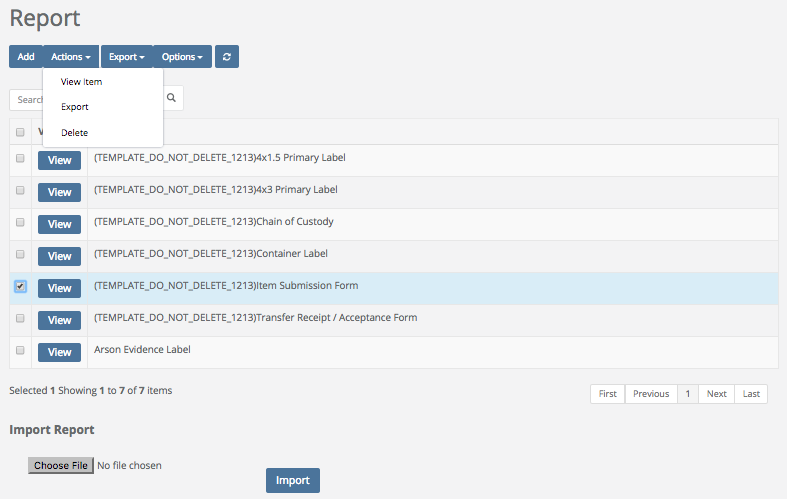 Report
Add Actions Export Options
View Item
Export
Delete
Search
V
View (TEMPLATE_DO_NOT_DELETE_1213)4x1.5 Primary Label
View (TEMPLATE_DO_NOT_DELETE_1213)4x3 Primary Label
View (TEMPLATE_DO_NOT_DELETE_1213)Chain of Custody
View (TEMPLATE_DO_NOT_DELETE_1213)Container Label
View (TEMPLATE_DO_NOT_DELETE_1213)Item Submission Form
View (TEMPLATE_DO_NOT_DELETE_1213)Transfer Receipt / Acceptance Form
View Arson Evidence Label
Selected 1 Showing 1 to 7 of 7 items First Previous 1 Next Last
Import Report
Choose File No file chosen
Import